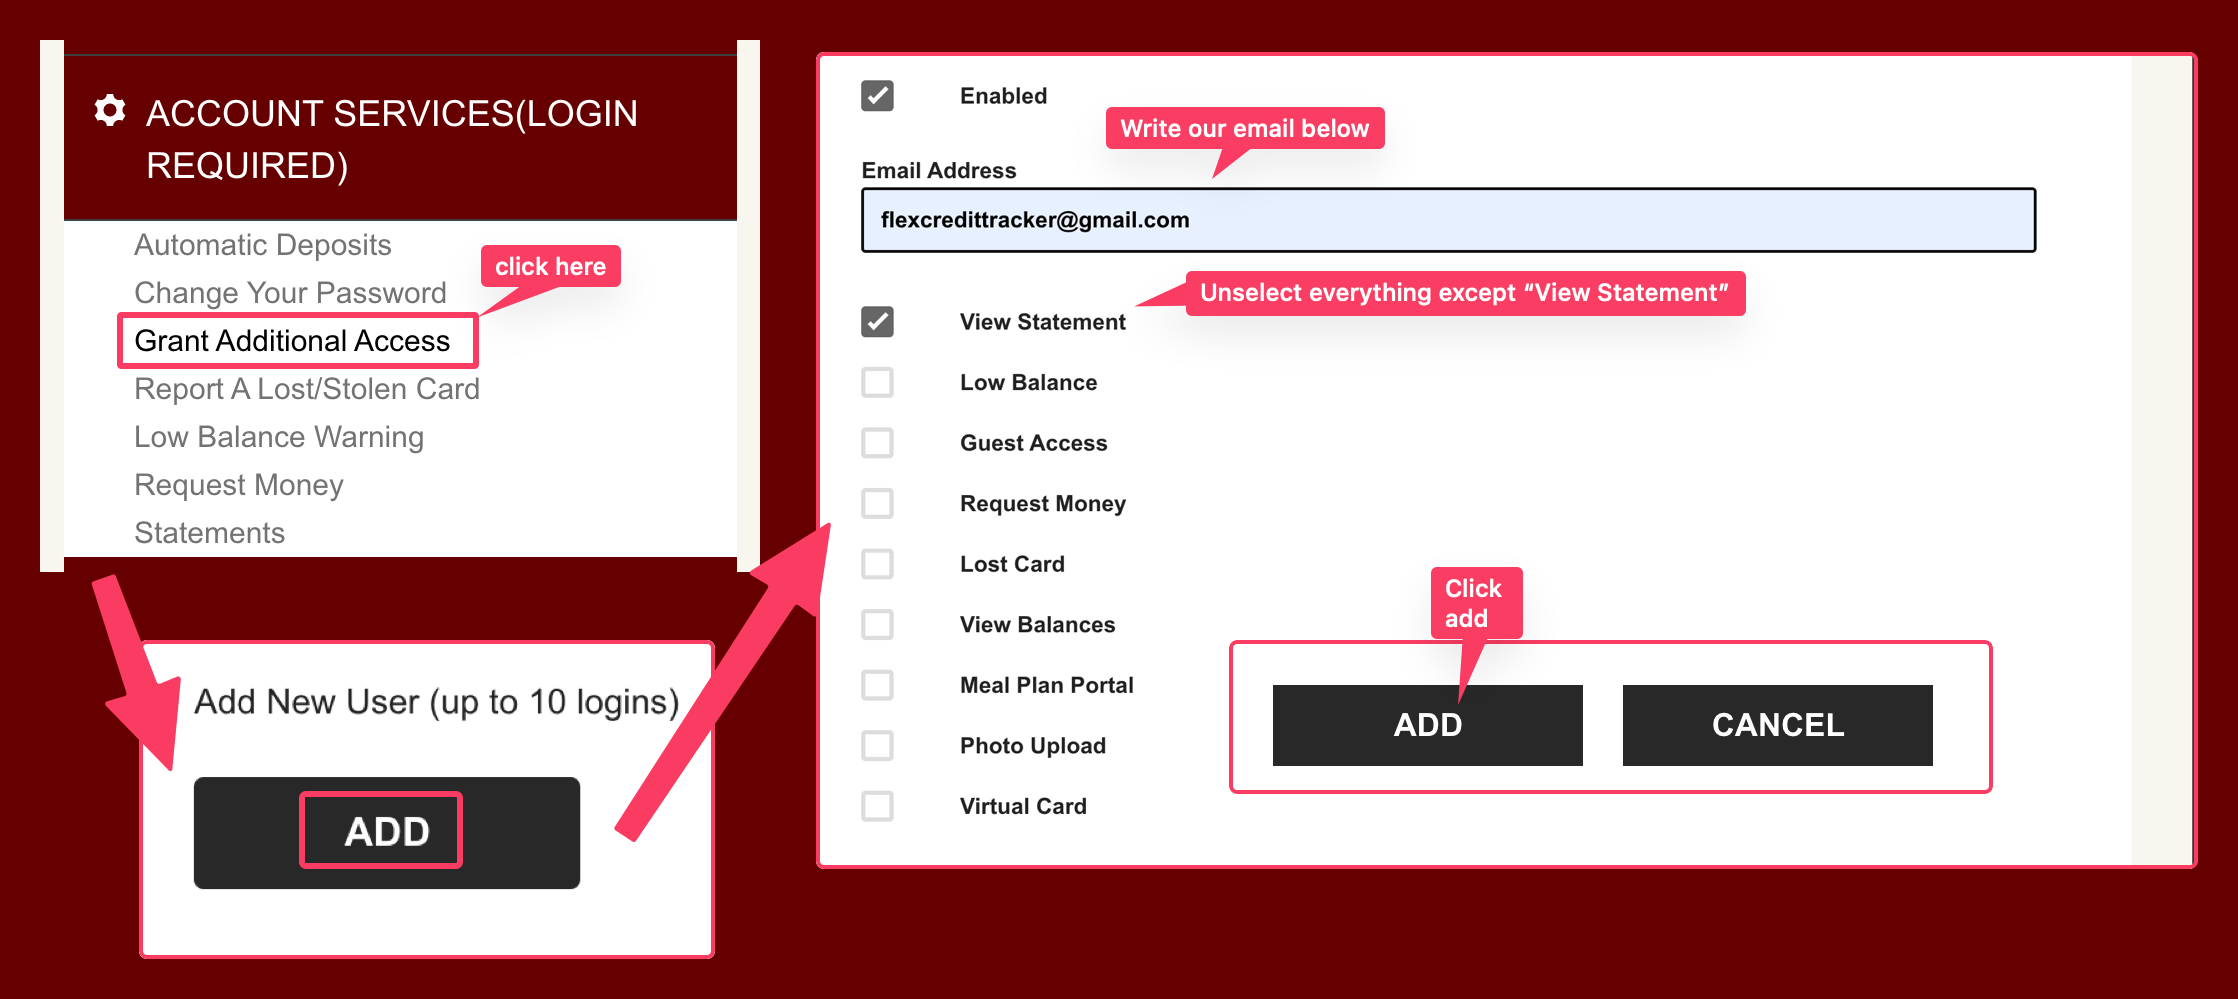 ACCOUNT SERVICES(LOGIN
REQUIRED)
Automatic Deposits
click here
Change Your Password
Grant Additional Access
Report A Lost/Stolen Card
Low Balance Warning
Request Money
Statements
Add New User (up to 10 logins)
ADD
Enabled
Write our email below
Email Address
flexcredittracker@gmail.com
Unselect everything except “View Statement”
View Statement
Low Balance
Guest Access
Request Money
Lost Card
View Balances
Meal Plan Portal
Photo Upload
Virtual Card
Click
add
ADD
CANCEL